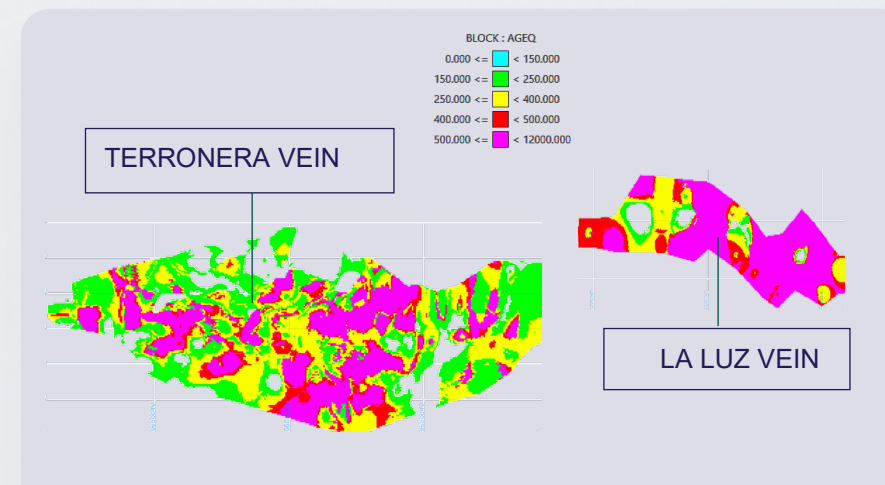 BLOCK : AGEQ
0.000 <= < 150.000
150.000 <= < 250.000
250.000 <= < 400.000
400.000 <= < 500.000
500.000 <= < 12000.000
TERRONERA VEIN
LA LUZ VEIN